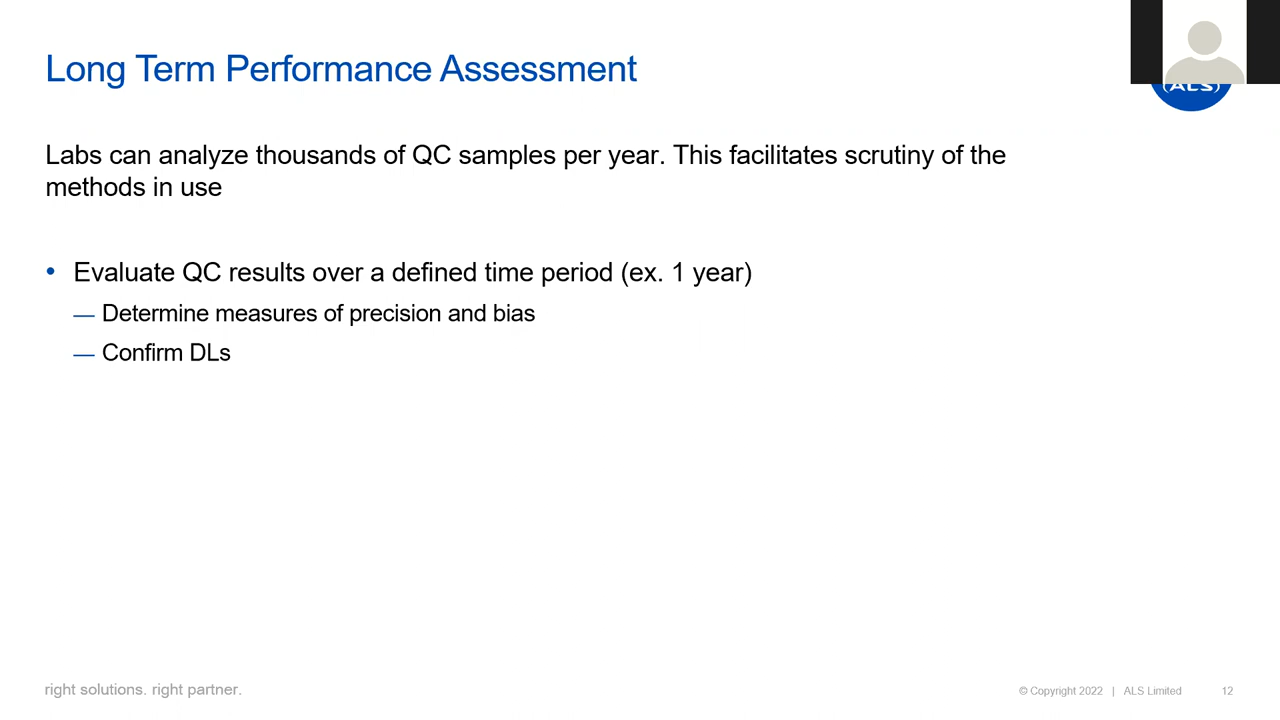 Long Term Performance Assessment
(ALS)
Labs can analyze thousands of QC samples per year. This facilitates scrutiny of the
methods in use
• Evaluate QC results over a defined time period (ex. 1 year)
— Determine measures of precision and bias
— Confirm DLs
right solutions. right partner.
© Copyright 2022 | ALS Limited 12